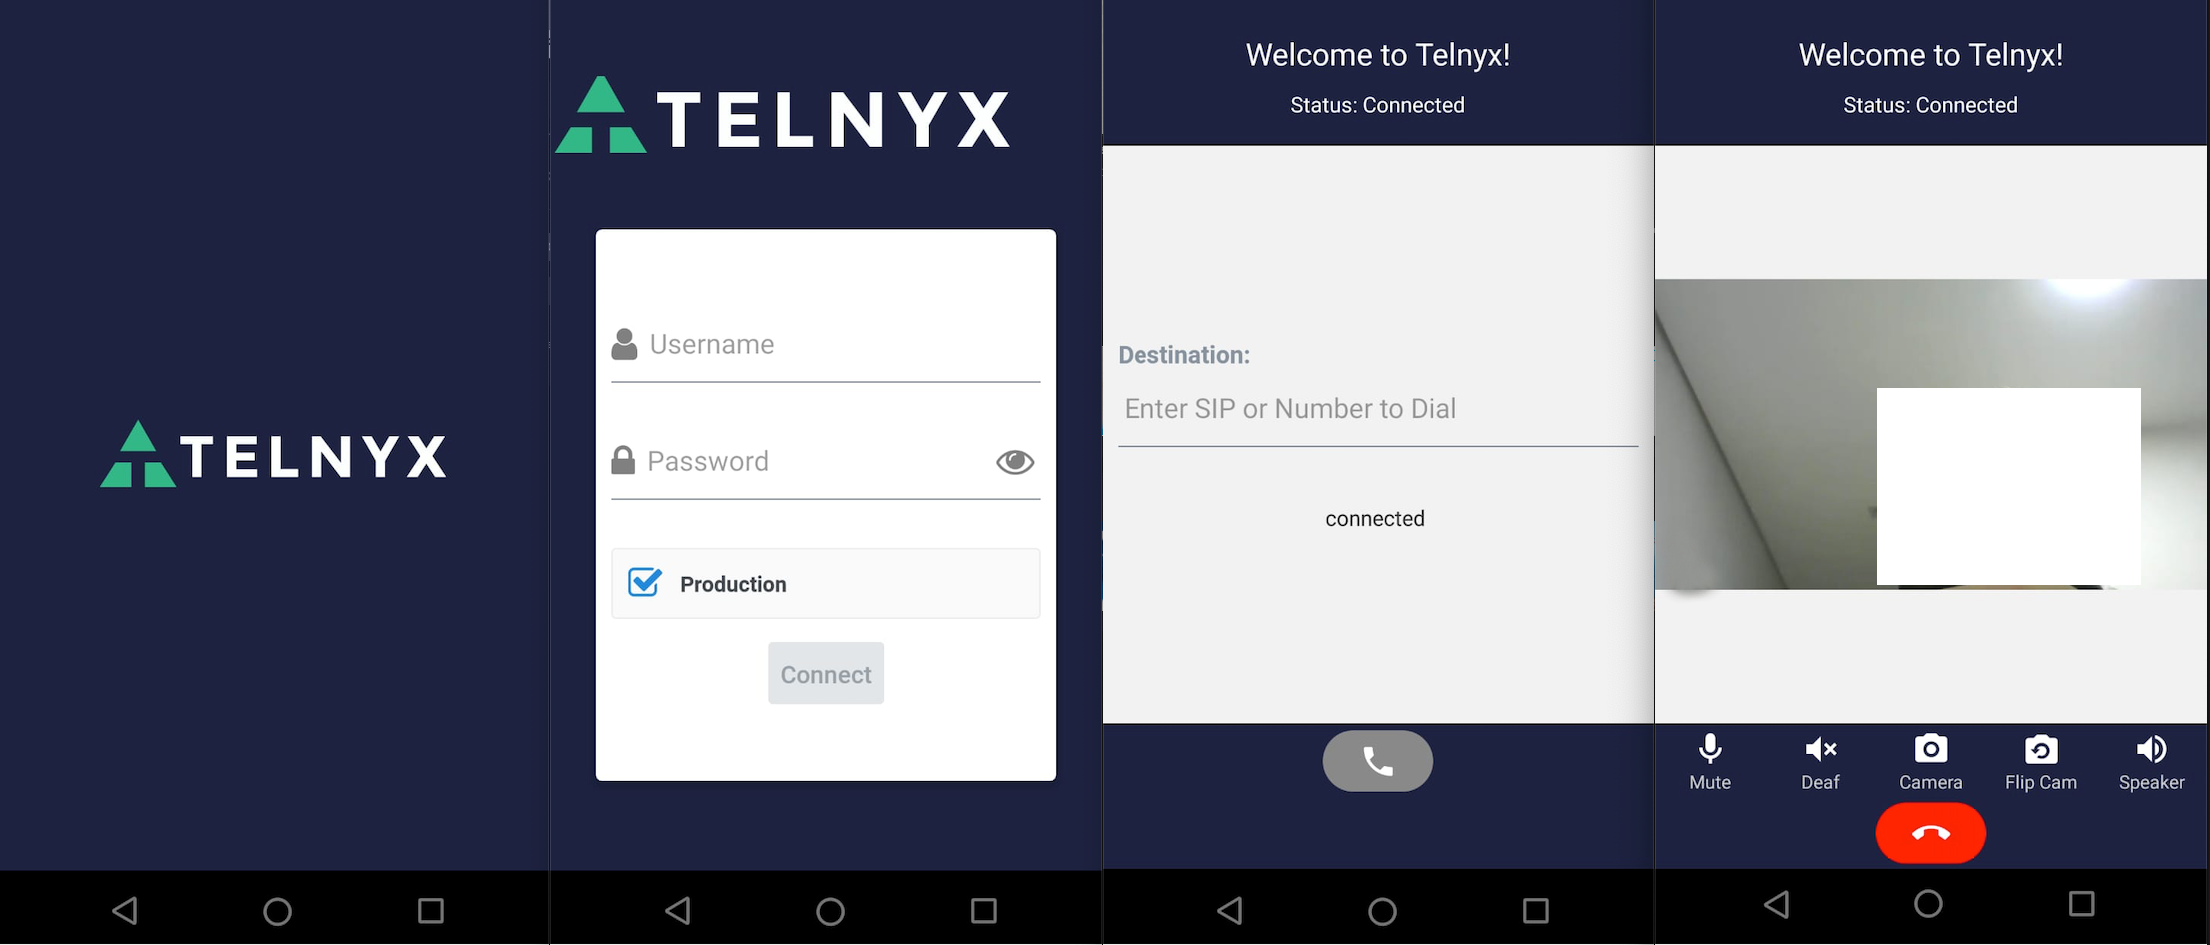 TELNYX
TELNYX
Username
Password
Production
Connect
Welcome to Telnyx!
Status: Connected
Destination:
Enter SIP or Number to Dial
connected
Welcome to Telnyx!
Status: Connected
Mute
Deaf
Camera
Flip Cam
Speaker